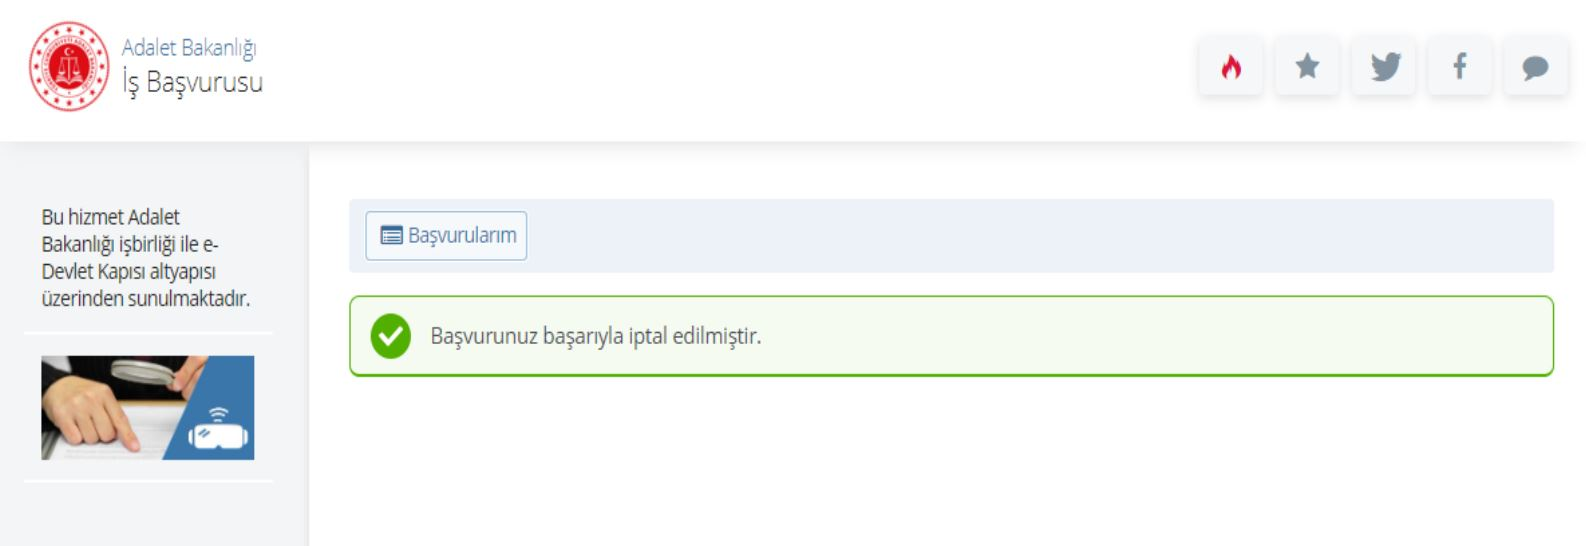 Adalet Bakanlığı
İş Başvurusu
Bu hizmet Adalet
Bakanlığı işbirliği ile e-
Devlet Kapısı altyapısı
üzerinden sunulmaktadır.
Başvurularım
Başvurunuz başarıyla iptal edilmiştir.